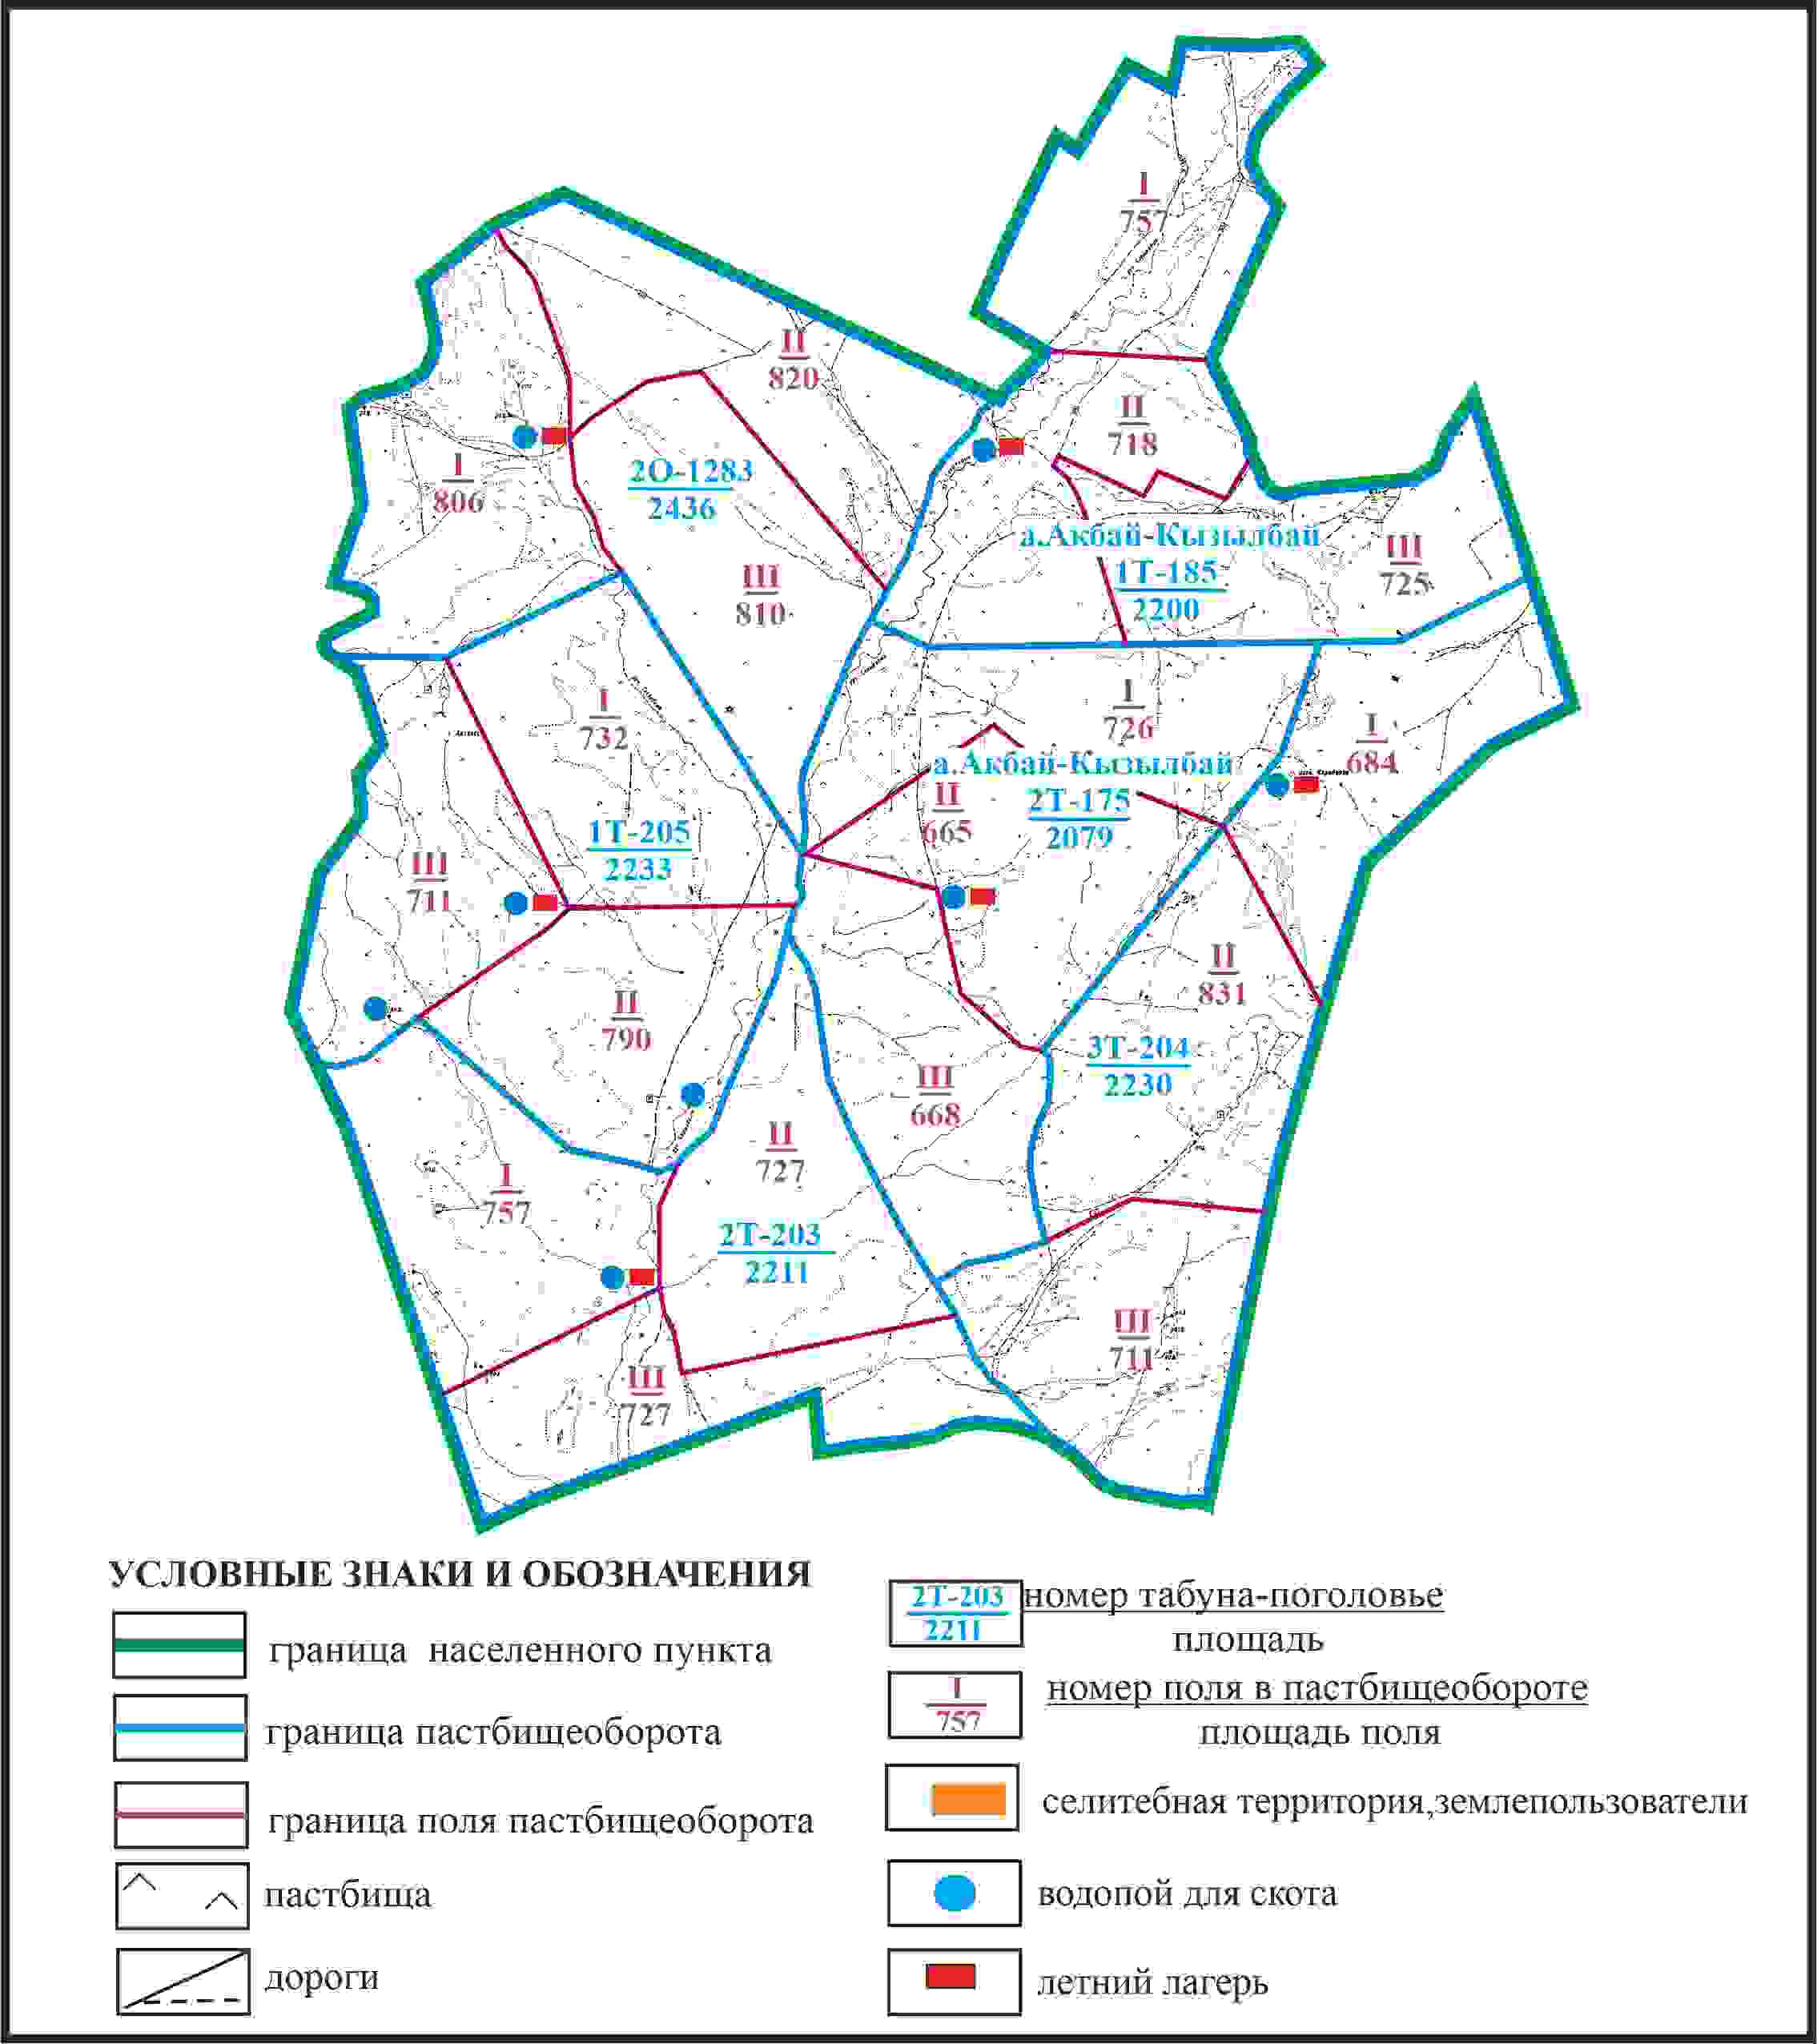 I
757
II
820
II
718
I
806
2О-1283
2436
а.Акбай-Кызылбай
1Т-185
2200
III
725
III
810
I
732
I
726
I
684
а.Акбай-Кызылбай
2Т-175
2079
II
665
1Т-205
2233
III
711
II
831
II
790
3Т-204
2230
III
668
II
727
I
757
2Т-203
2211
III
711
III
727
УСЛОВНЫЕ ЗНАКИ И ОБОЗНАЧЕНИЯ
граница населенного пункта
граница пастбищеоборота
граница поля пастбищеоборота
пастбища
дороги
2Т-203
2211
номер табуна-поголовье
площадь
I
757
номер поля в пастбищеобороте
площадь поля
селитебная территория,землепользователи
водопой для скота
летний лагерь